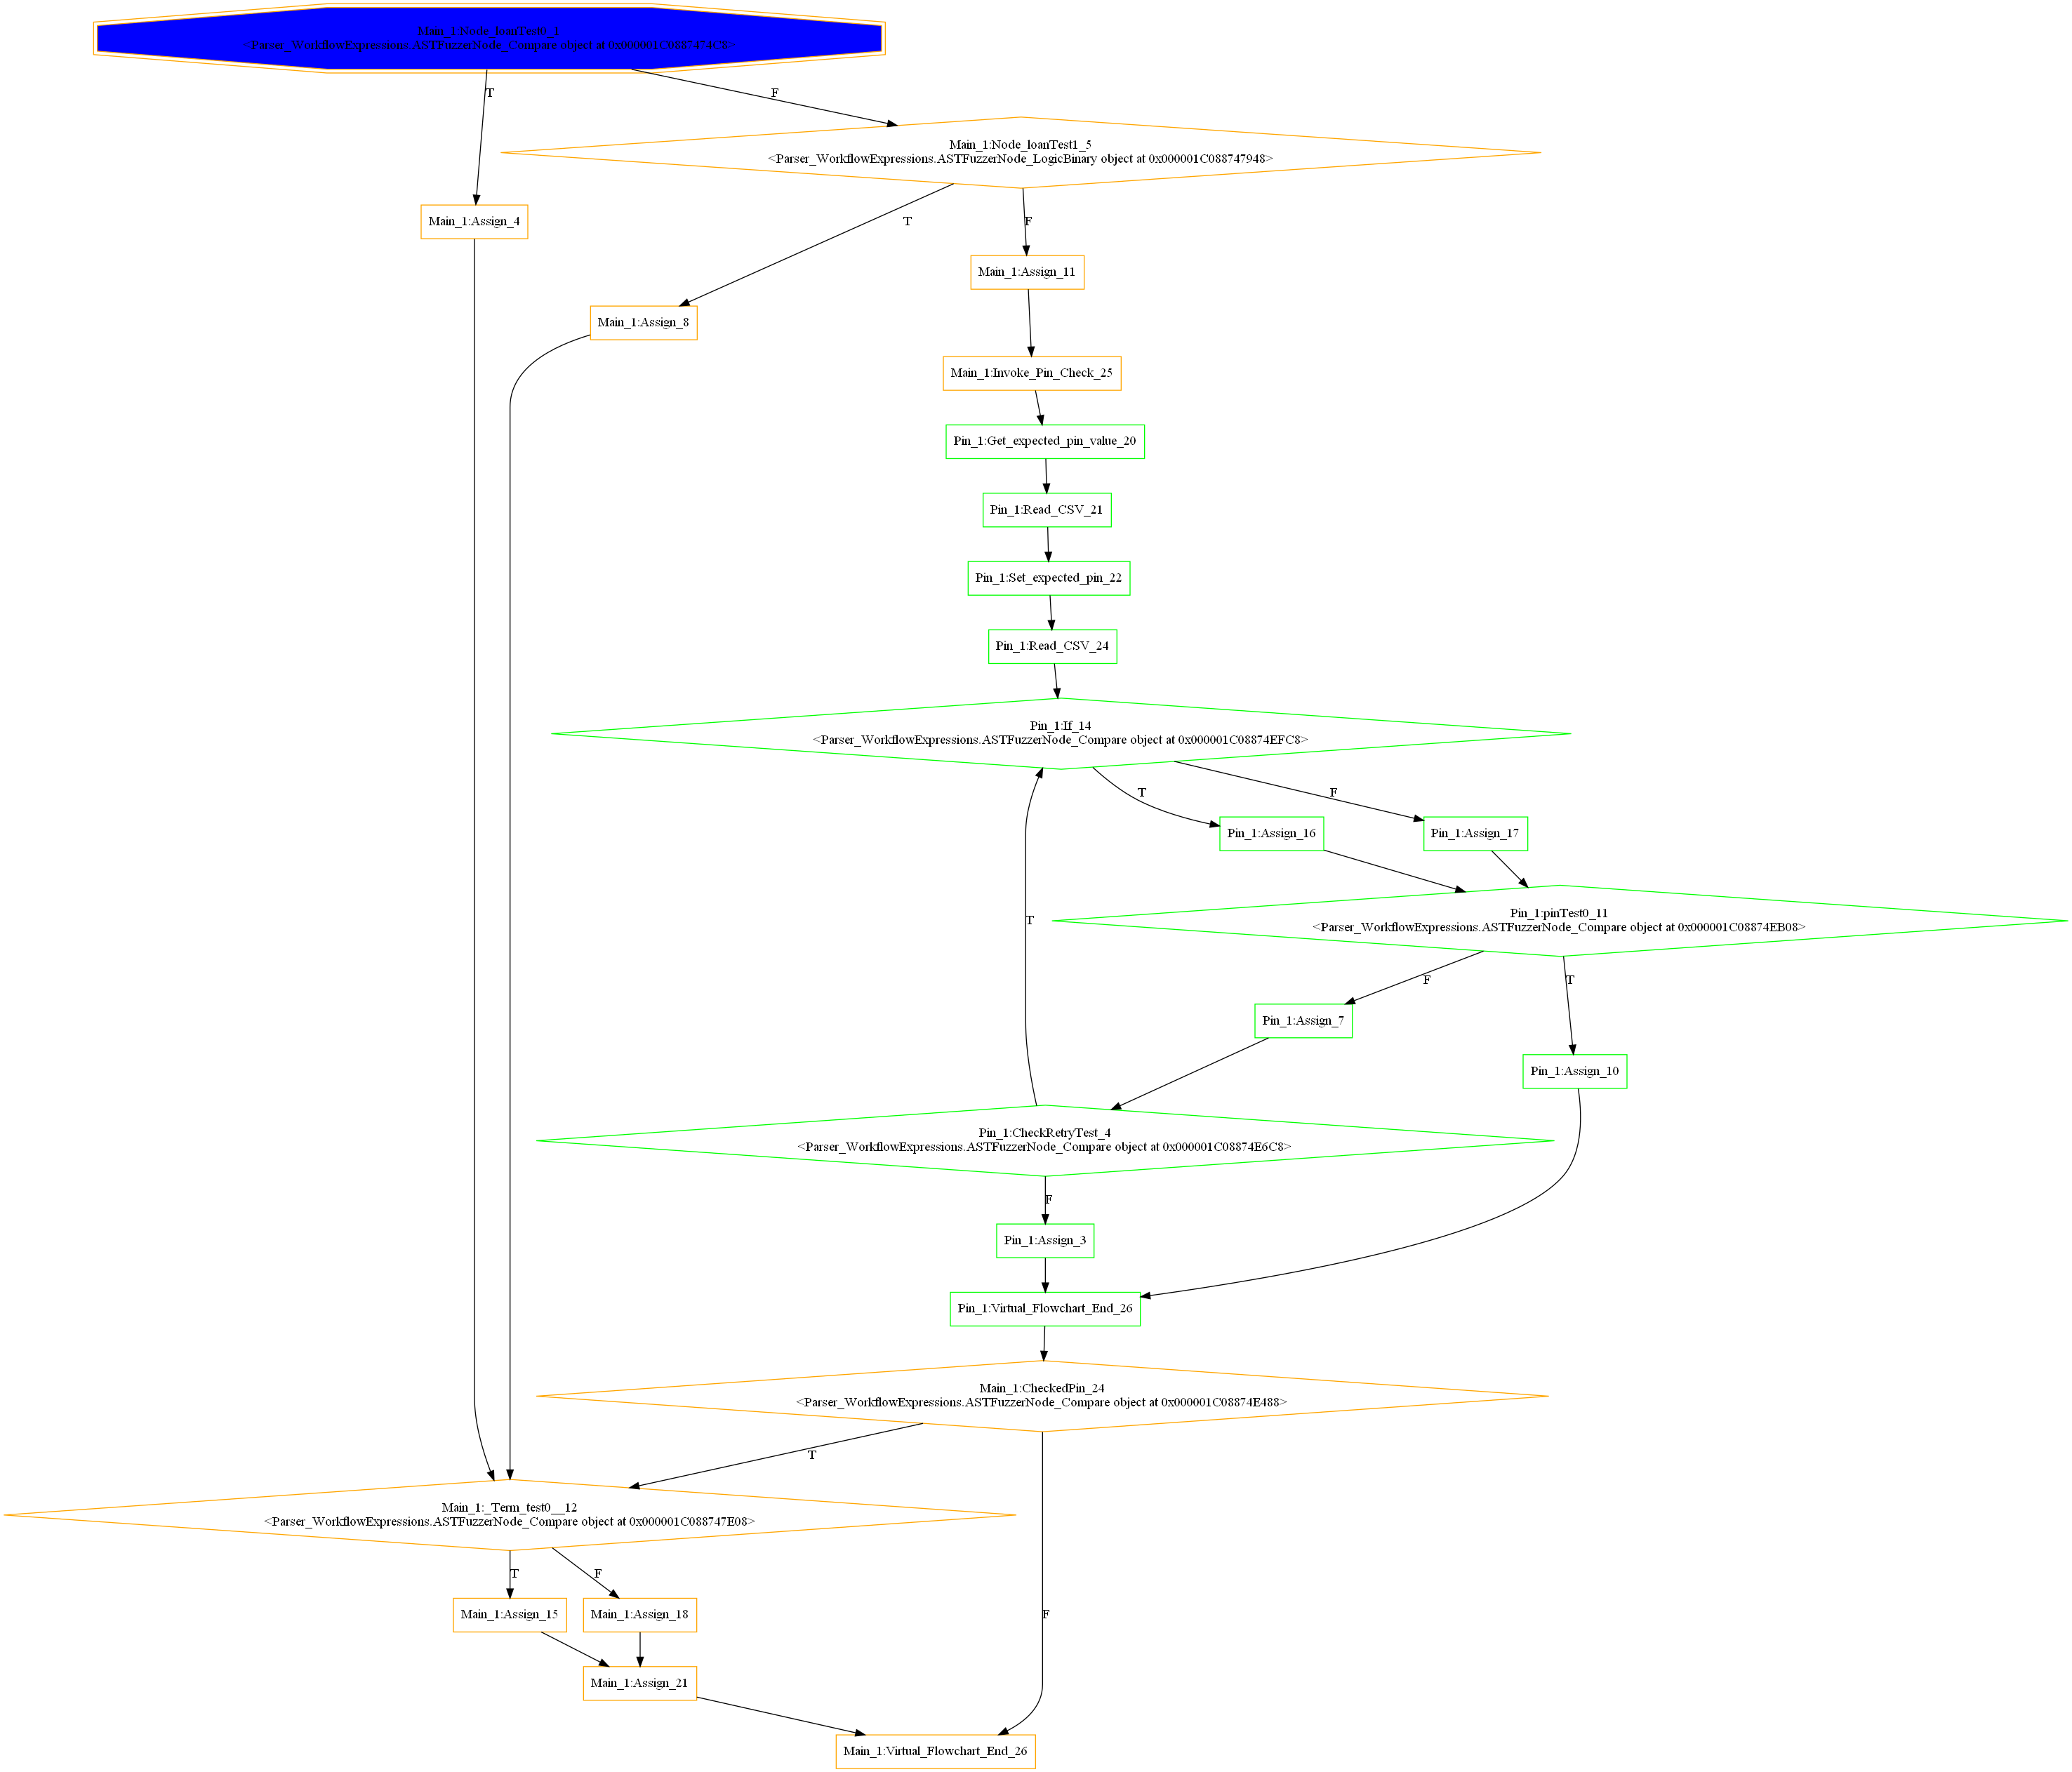 Main_1:Node_loanTest0_1
<Parser_WorkflowExpressions.ASTFuzzerNode_Compare object at 0x000001C0887474C8>
T
F
Main_1:Node_loanTest1_5
<Parser_WorkflowExpressions.ASTFuzzerNode_LogicBinary object at 0x000001C088747948>
Main_1:Assign_4
T
F
Main_1:Assign_11
Main_1:Assign_8
Main_1:Invoke_Pin_Check_25
Pin_1:Get_expected_pin_value_20
Pin_1:Read_CSV_21
Pin_1:Set_expected_pin_22
Pin_1:Read_CSV_24
Pin_1:If_14
<Parser_WorkflowExpressions.ASTFuzzerNode_Compare object at 0x000001C08874EFC8>
T
F
Pin_1:Assign_16
Pin_1:Assign_17
T
Pin_1:pinTest0_11
<Parser_WorkflowExpressions.ASTFuzzerNode_Compare object at 0x000001C08874EB08>
F
T
Pin_1:Assign_7
Pin_1:Assign_10
Pin_1:CheckRetryTest_4
<Parser_WorkflowExpressions.ASTFuzzerNode_Compare object at 0x000001C08874E6C8>
F
Pin_1:Assign_3
Pin_1:Virtual_Flowchart_End_26
Main_1:CheckedPin_24
<Parser_WorkflowExpressions.ASTFuzzerNode_Compare object at 0x000001C08874E488>
T
Main_1:_Term_test0__12
<Parser_WorkflowExpressions.ASTFuzzerNode_Compare object at 0x000001C088747E08>
T
F
Main_1:Assign_15
Main_1:Assign_18
F
Main_1:Assign_21
Main_1:Virtual_Flowchart_End_26